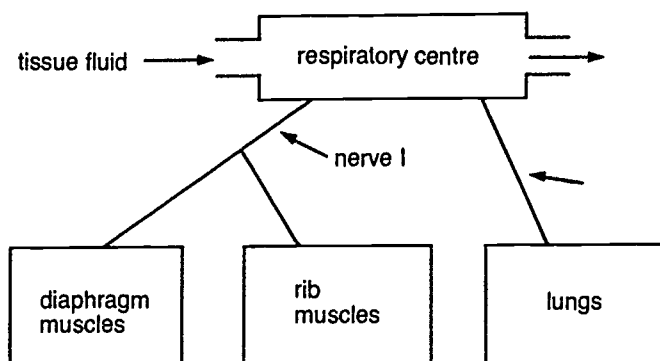 respiratory centre
tissue fluid
nerve I
diaphragm
muscles
rib
muscles
lungs